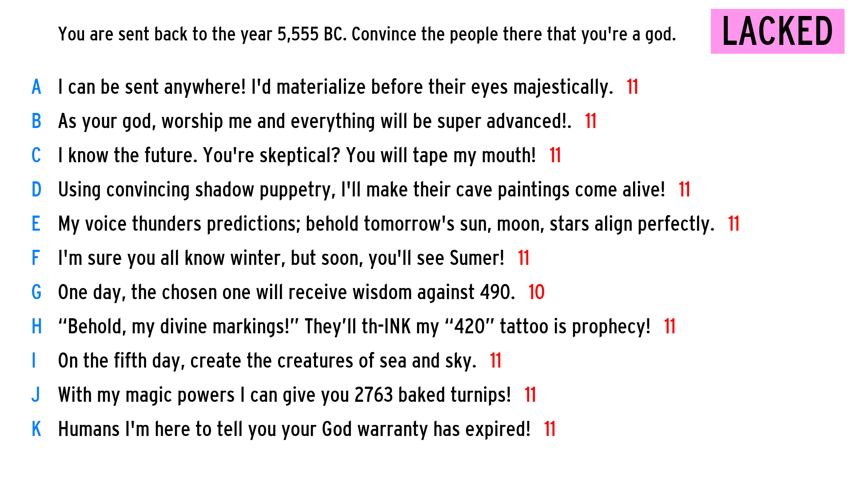 You are sent back to the year 5,555 BC. Convince the people there that you're a god.
LACKED
A I can be sent anywhere! I'd materialize before their eyes majestically. 11
B As your god, worship me and everything will be super advanced!. 11
C I know the future. You're skeptical? You will tape my mouth! 11
D Using convincing shadow puppetry, I'll make their cave paintings come alive! 11
E My voice thunders predictions; behold tomorrow's sun, moon, stars align perfectly. 11
F I'm sure you all know winter, but soon, you'll see Sumer! 11
G One day, the chosen one will receive wisdom against 490. 10
H “Behold, my divine markings!” They’ll th-INK my “420” tattoo is prophecy! 11
I On the fifth day, create the creatures of sea and sky. 11
J With my magic powers I can give you 2763 baked turnips! 11
K Humans I'm here to tell you your God warranty has expired! 11